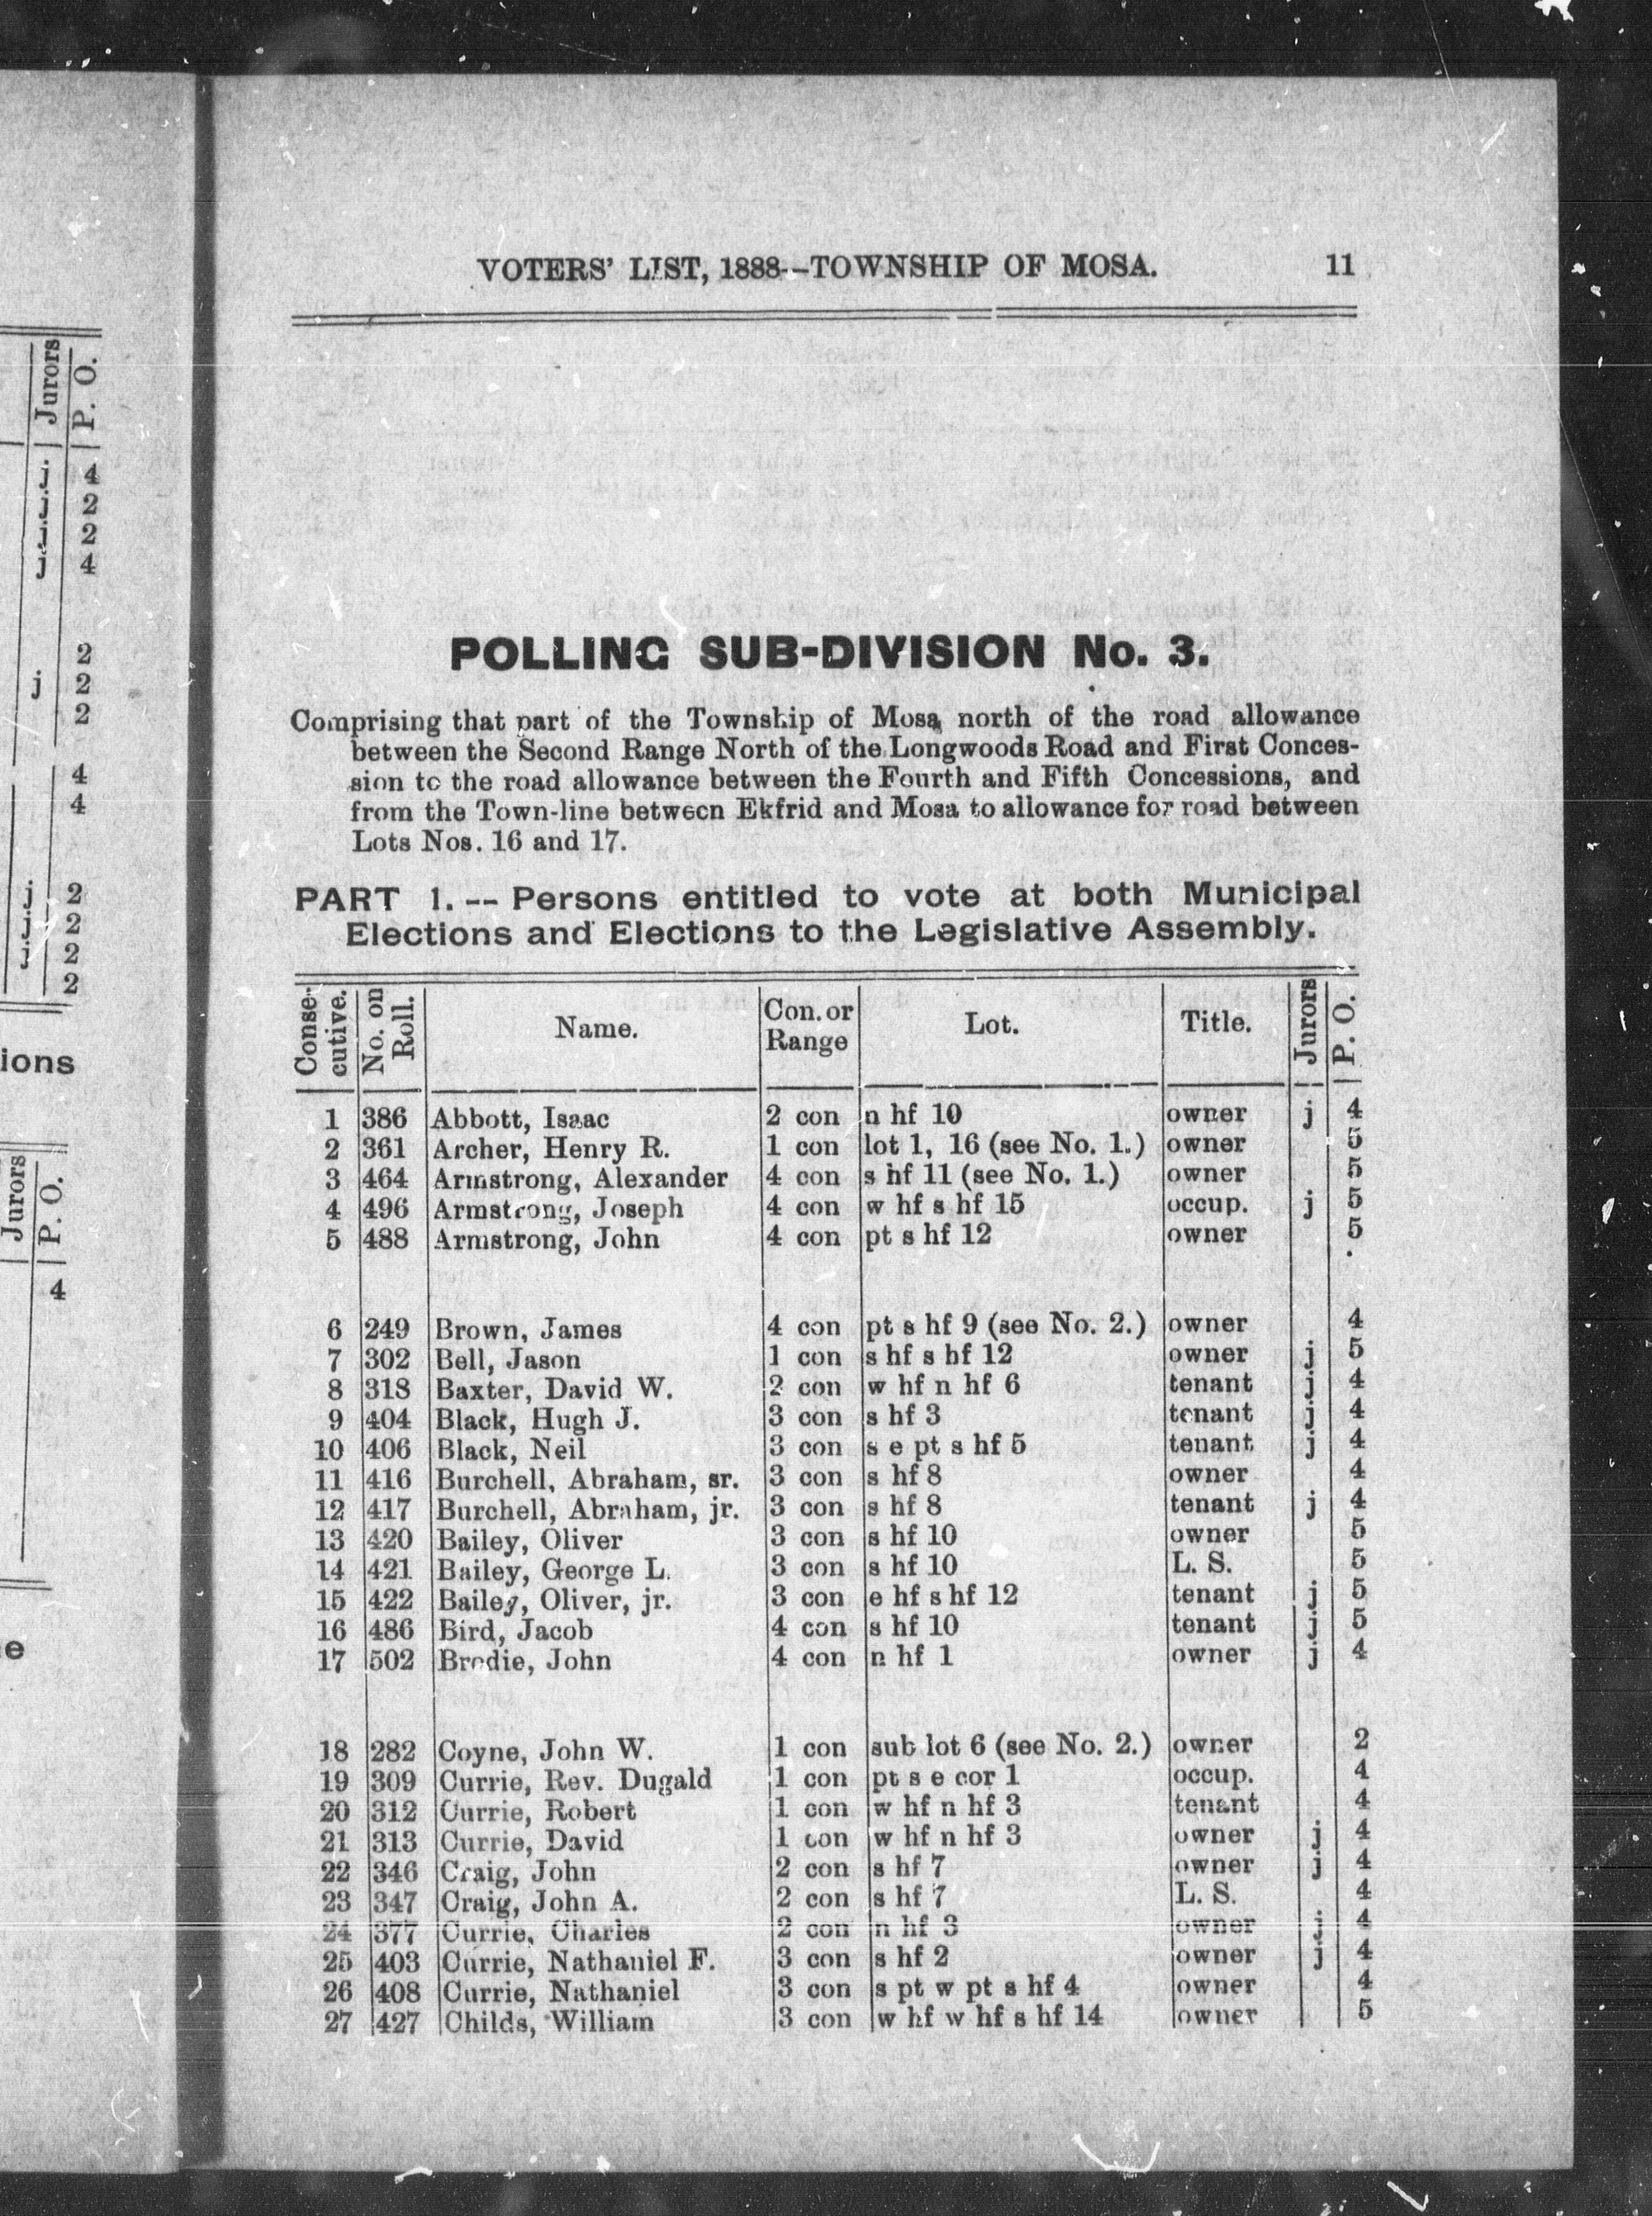 Jurors
P. O.
j 4
j 2
j 2
j 4
2
j 2
2
4
4
j 2
j 2
j 2
2
ions
Jurors
P. O.
4
e
VOTERS' LIST, 1888--TOWNSHIP OF MOSA. 11
POLLING SUB-DIVISION No. 3.
Comprising that part of the Township of Mosa north of the road allowance
between the Second Range North of the Longwoods Road and First Conces-
sion to the road allowance between the Fourth and Fifth Concessions, and
from the Town-line between Ekfrid and Mosa to allowance for road between
Lots Nos. 16 and 17.
PART 1.-- Persons entitled to vote at both Municipal
Elections and Elections to the Legislative Assembly.
Conse-cutive. No. on Roll. Name. Con. or Range Lot. Title. Jurors P. O.
1 386 Abbott, Isaac 2 con n hf 10 owner j 4
2 361 Archer, Henry R. 1 con lot 1, 16 (see No. 1.) owner 5
3 464 Armstrong, Alexander 4 con s hf 11 (see No. 1.) owner 5
4 496 Armstrong, Joseph 4 con w hf s hf 15 occup. j 5
5 488 Armstrong, John 4 con pt s hf 12 owner 5
6 249 Brown, James 4 con pt s hf 9 (see No. 2.) owner 4
7 302 Bell, Jason 1 con s hf s hf 12 owner j 5
8 318 Baxter, David W. 2 con w hf n hf 6 tenant j 4
9 404 Black, Hugh J. 3 con s hf 3 tenant j 4
10 406 Black, Neil 3 con s e pt s hf 5 tenant j 4
11 416 Burchell, Abraham, sr. 3 con s hf 8 owner 4
12 417 Burchell, Abraham, jr. 3 con s hf 8 tenant j 4
13 420 Bailey, Oliver 3 con s hf 10 owner 5
14 421 Bailey, George L. 3 con s hf 10 L. S. 5
15 422 Bailey, Oliver, jr. 3 con e hf s hf 12 tenant j 5
16 486 Bird, Jacob 4 con s hf 10 tenant j 5
17 502 Brodie, John 4 con n hf 1 owner j 4
18 282 Coyne, John W. 1 con sub lot 6 (see No. 2.) owner 2
19 309 Currie, Rev. Dugald 1 con pt s e cor 1 occup. 4
20 312 Currie, Robert 1 con w hf n hf 3 tenant 4
21 313 Currie, David 1 con w hf n hf 3 owner j 4
22 346 Craig, John 2 con s hf 7 owner j 4
23 347 Craig, John A. 2 con s hf 7 L. S. 4
24 377 Currie, Charles 2 con n hf 3 owner j 4
25 403 Currie, Nathaniel F. 3 con s hf 2 owner j 4
26 408 Currie, Nathaniel 3 con s pt w pt s hf 4 owner 4
27 427 Childs, William 3 con w hf w hf s hf 14 owner 5